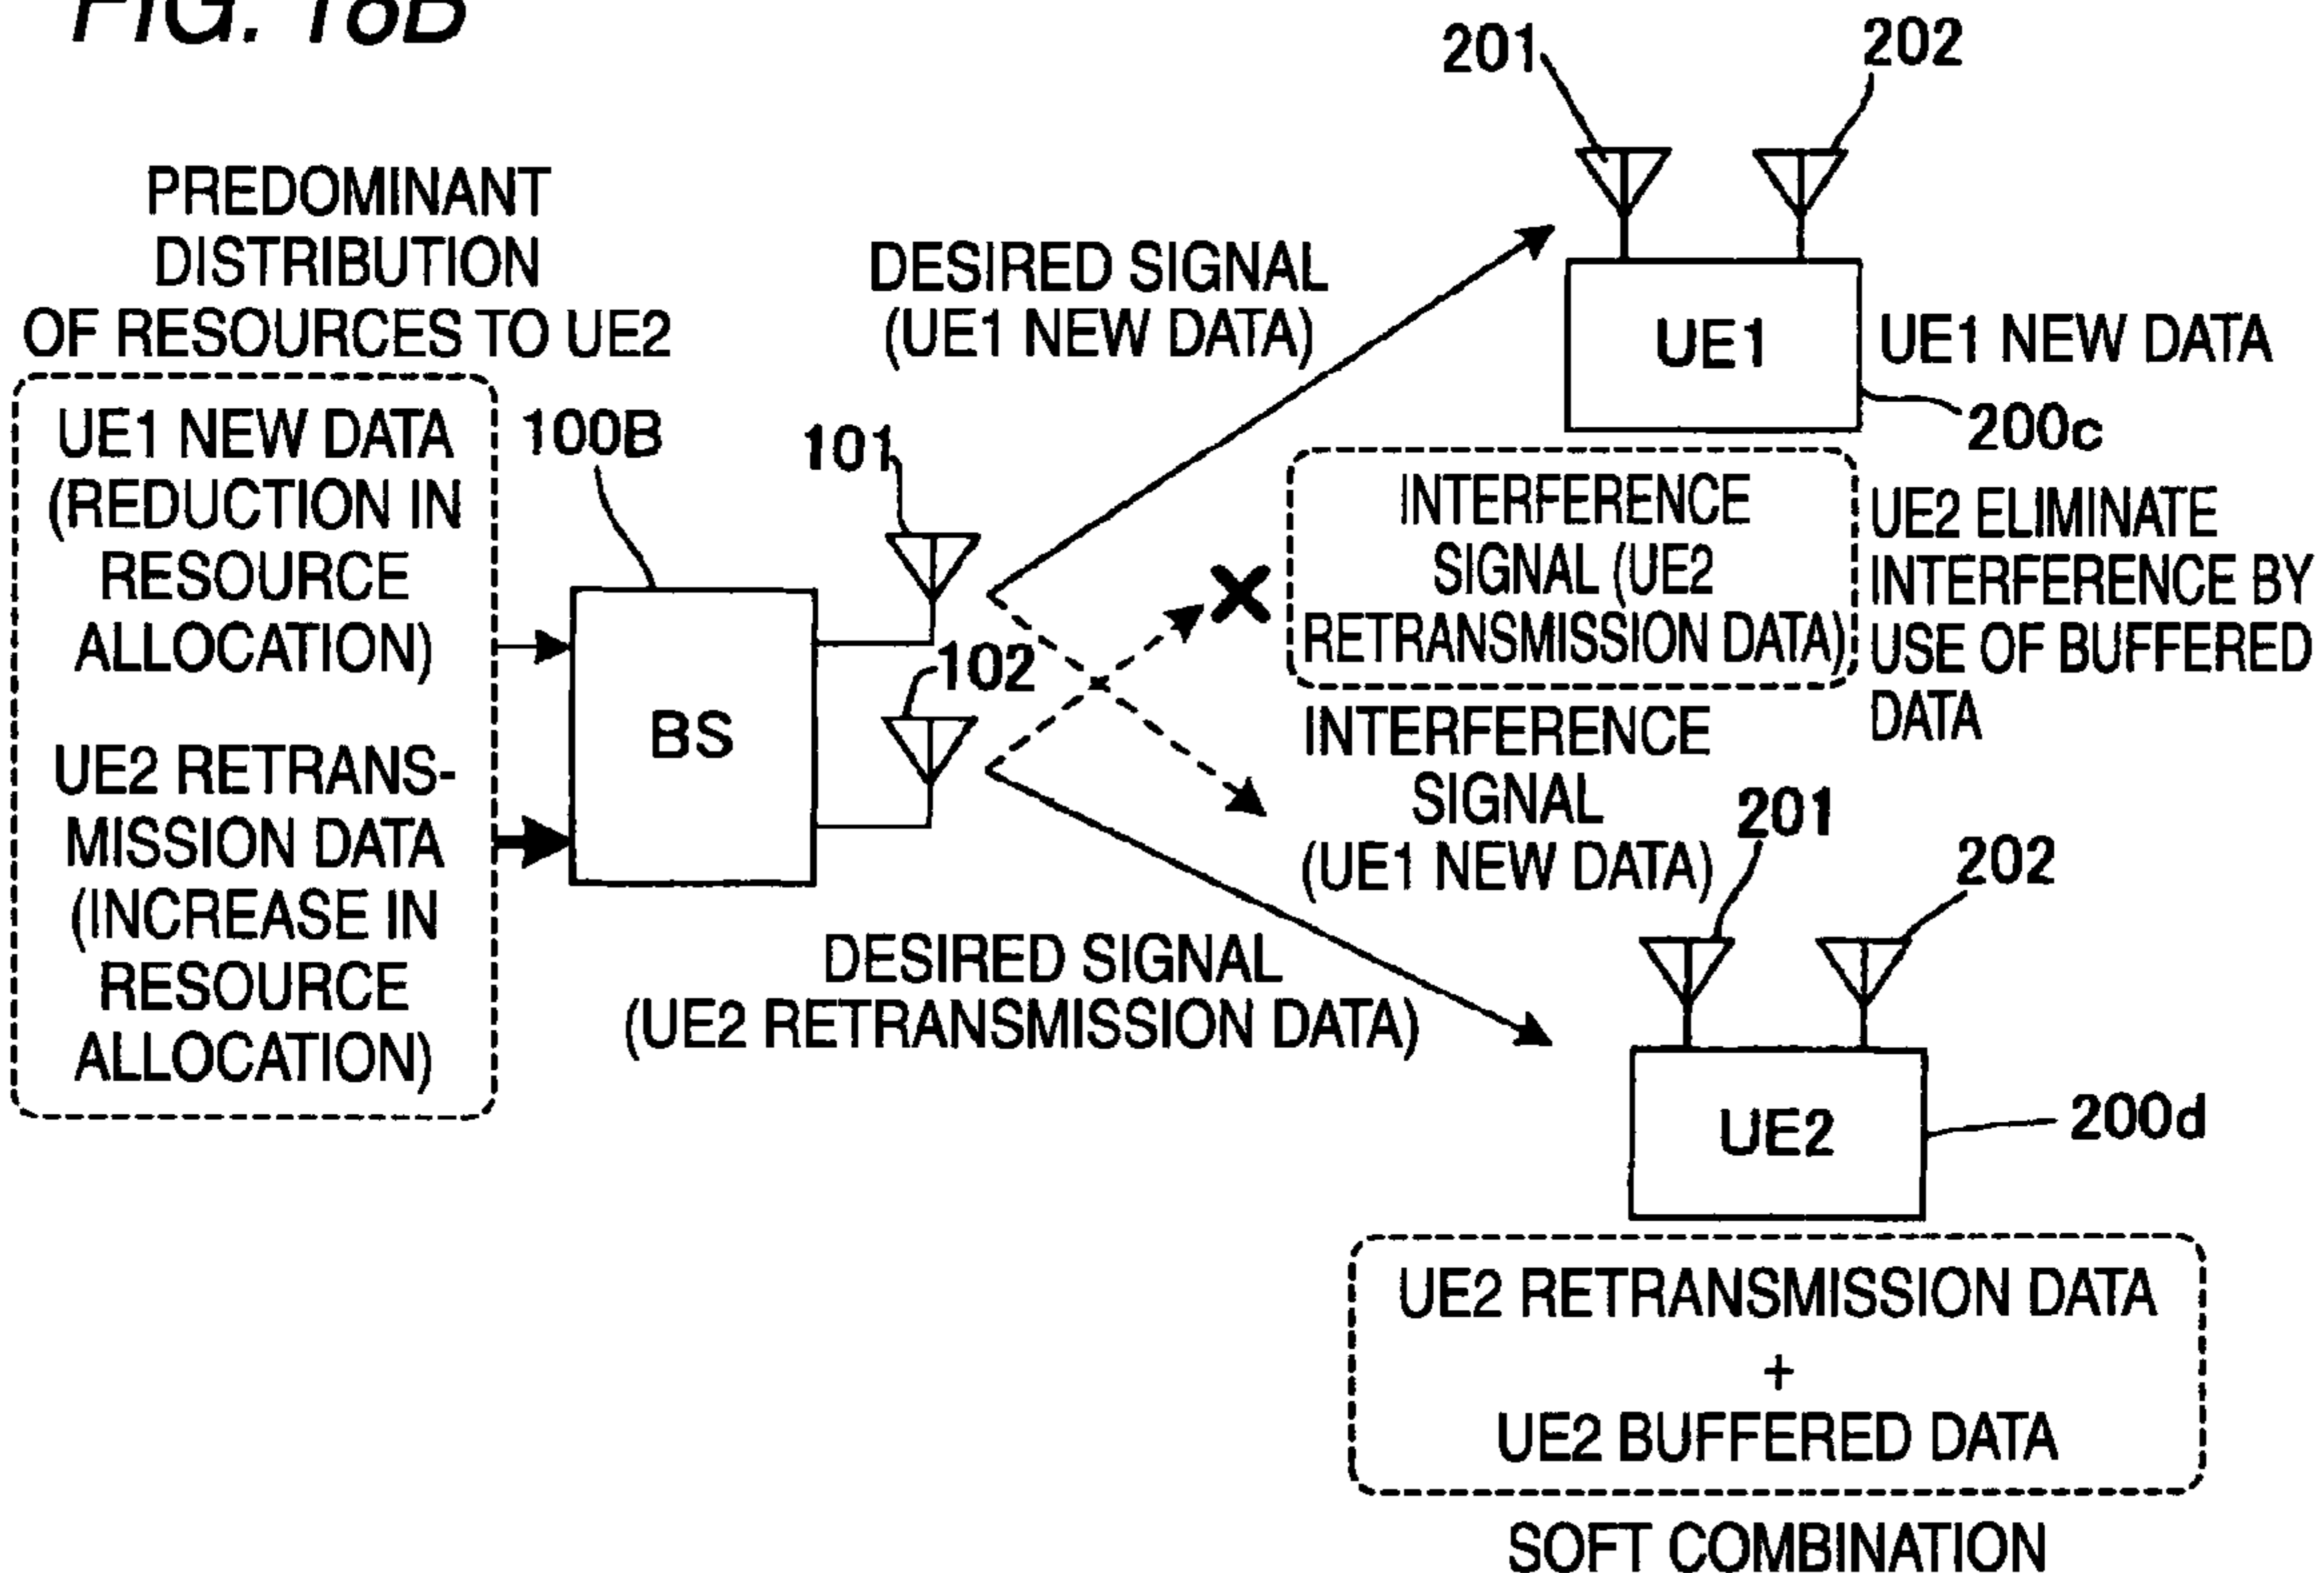 FIG.
201
202
PREDOMINANT
DISTRIBUTION
OF RESOURCES TO UE2
DESIRED SIGNAL
(UE1 NEW DATA)
UE1
UE1 NEW DATA
200c
UE1 NEW DATA
(REDUCTION IN
RESOURCE
ALLOCATION)
UE2 RETRANS-
MISSION DATA
(INCREASE IN
RESOURCE
ALLOCATION)
100B
101
102
BS
INTERFERENCE
SIGNAL (UE2
RETRANSMISSION DATA)
UE2 ELIMINATE
INTERFERENCE BY
USE OF BUFFERED
DATA
INTERFERENCE
SIGNAL
(UE1 NEW DATA)
201
202
DESIRED SIGNAL
(UE2 RETRANSMISSION DATA)
UE2
200d
UE2 RETRANSMISSION DATA
+
UE2 BUFFERED DATA
SOFT COMBINATION